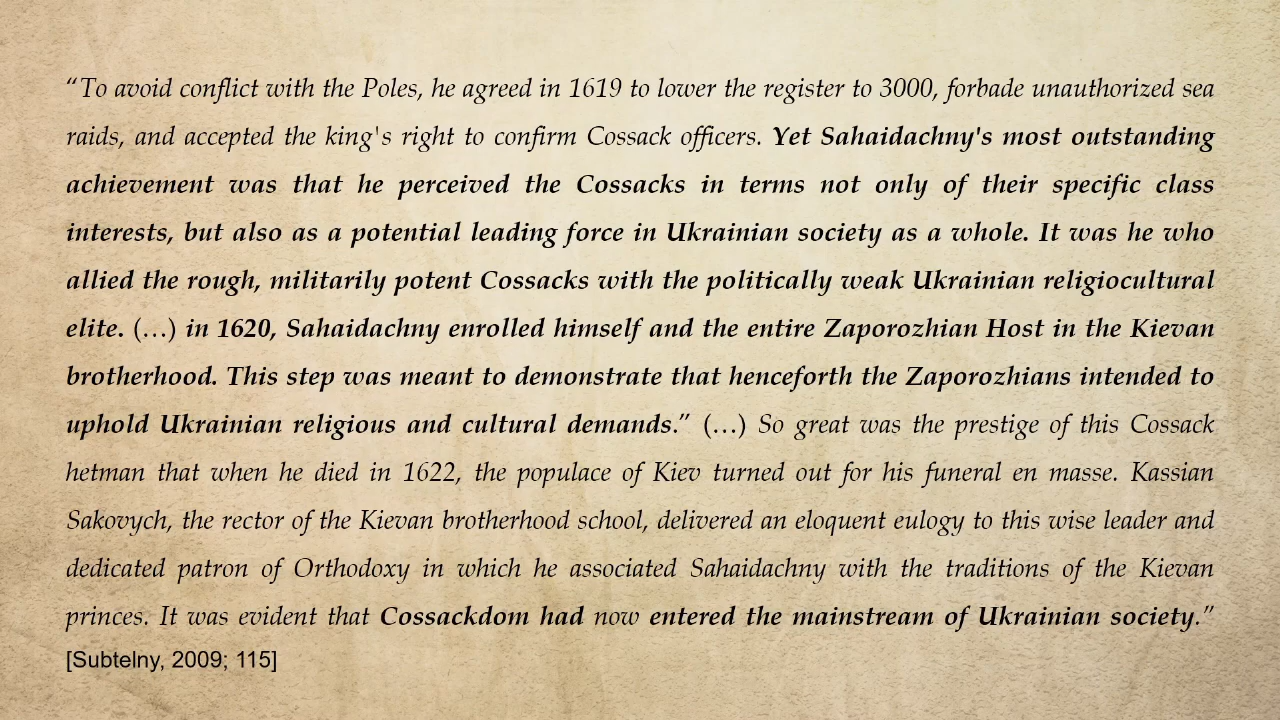 “To avoid conflict with the Poles, he agreed in 1619 to lower the register to 3000, forbade unauthorized sea
raids, and accepted the king's right to confirm Cossack officers. Yet Sahaidachny's most outstanding
achievement was that he perceived the Cossacks in terms not only of their specific class
interests, but also as a potential leading force in Ukrainian society as a whole. It was he who
allied the rough, militarily potent Cossacks with the politically weak Ukrainian religiocultural
elite. (…) in 1620, Sahaidachny enrolled himself and the entire Zaporozhian Host in the Kievan
brotherhood. This step was meant to demonstrate that henceforth the Zaporozhians intended to
uphold Ukrainian religious and cultural demands.” (…) So great was the prestige of this Cossack
hetman that when he died in 1622, the populace of Kiev turned out for his funeral en masse. Kassian
Sakovych, the rector of the Kievan brotherhood school, delivered an eloquent eulogy to this wise leader and
dedicated patron of Orthodoxy in which he associated Sahaidachny with the traditions of the Kievan
princes. It was evident that Cossackdom had now entered the mainstream of Ukrainian society.”
[Subtelny, 2009; 115]